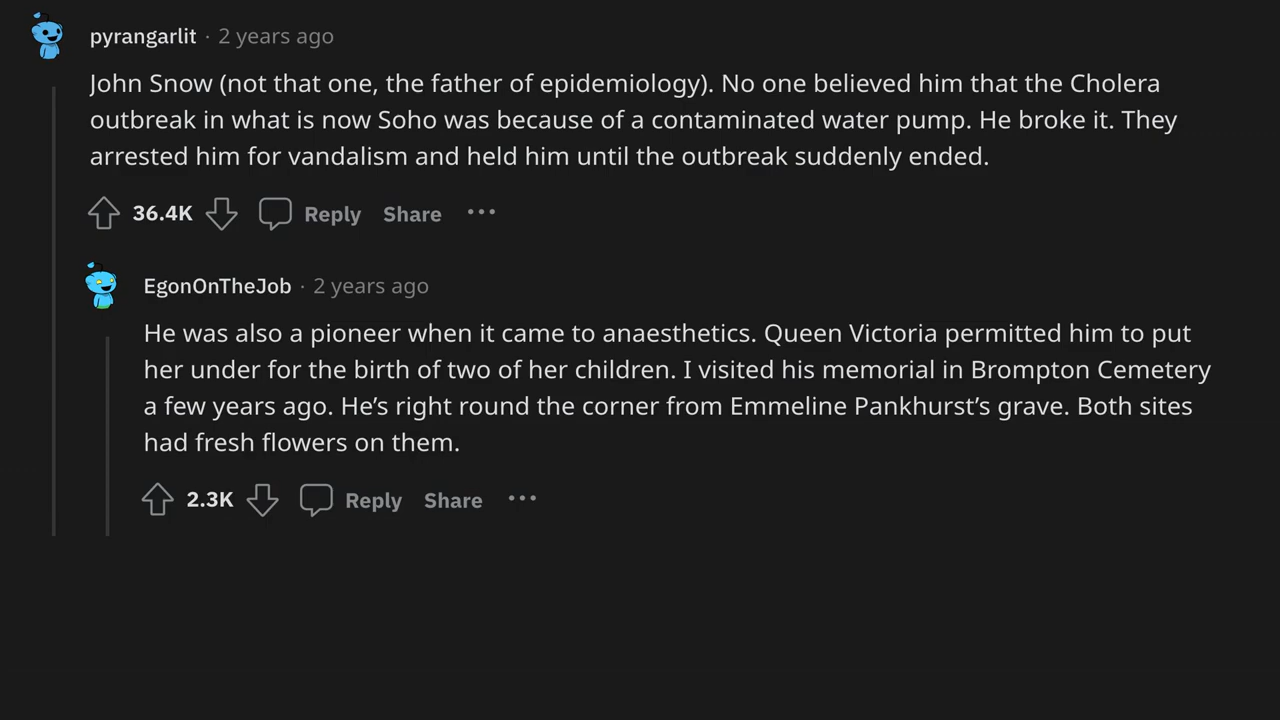 pyrangarlit · 2 years ago
John Snow (not that one, the father of epidemiology). No one believed him that the Cholera
outbreak in what is now Soho was because of a contaminated water pump. He broke it. They
arrested him for vandalism and held him until the outbreak suddenly ended.
36.4K Reply Share ···
EgonOnTheJob · 2 years ago
He was also a pioneer when it came to anaesthetics. Queen Victoria permitted him to put
her under for the birth of two of her children. I visited his memorial in Brompton Cemetery
a few years ago. He’s right round the corner from Emmeline Pankhurst’s grave. Both sites
had fresh flowers on them.
2.3K Reply Share ···